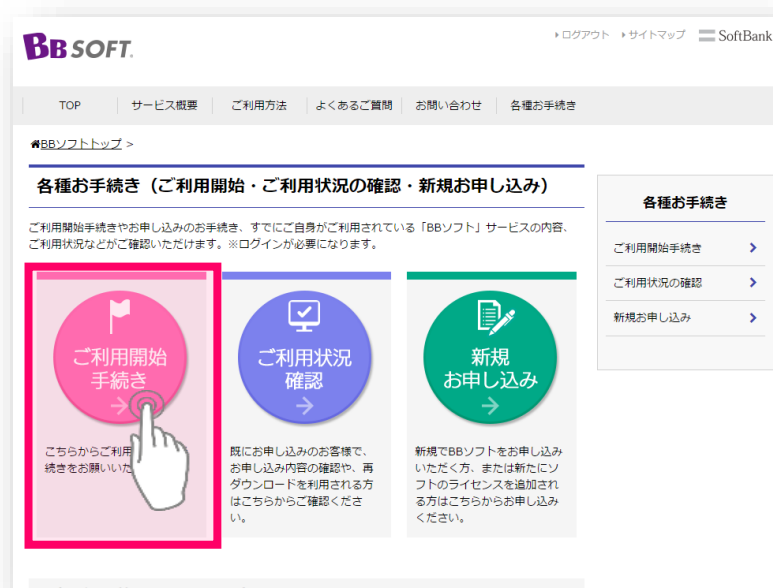 BB SOFT.
ログアウト サイトマップ SoftBank
TOP サービス概要 ご利用方法 よくあるご質問 お問い合わせ 各種お手続き
BBソフトトップ >
各種お手続き（ご利用開始・ご利用状況の確認・新規お申し込み）
ご利用開始手続きやお申し込みのお手続き、すでにご自身がご利用されている「BBソフト」サービスの内容、
ご利用状況などがご確認いただけます。※ログインが必要になります。
ご利用開始
手続き
こちらからご利用
続きをお願いいた
ご利用状況
確認
既にお申し込みのお客様で、
お申し込み内容の確認や、再
ダウンロードを利用される方
はこちらからご確認くださ
い。
新規
お申し込み
新規でBBソフトをお申し込み
いただく方、または新たにソ
フトのライセンスを追加され
る方はこちらからお申し込み
ください。
各種お手続き
ご利用開始手続き
ご利用状況の確認
新規お申し込み